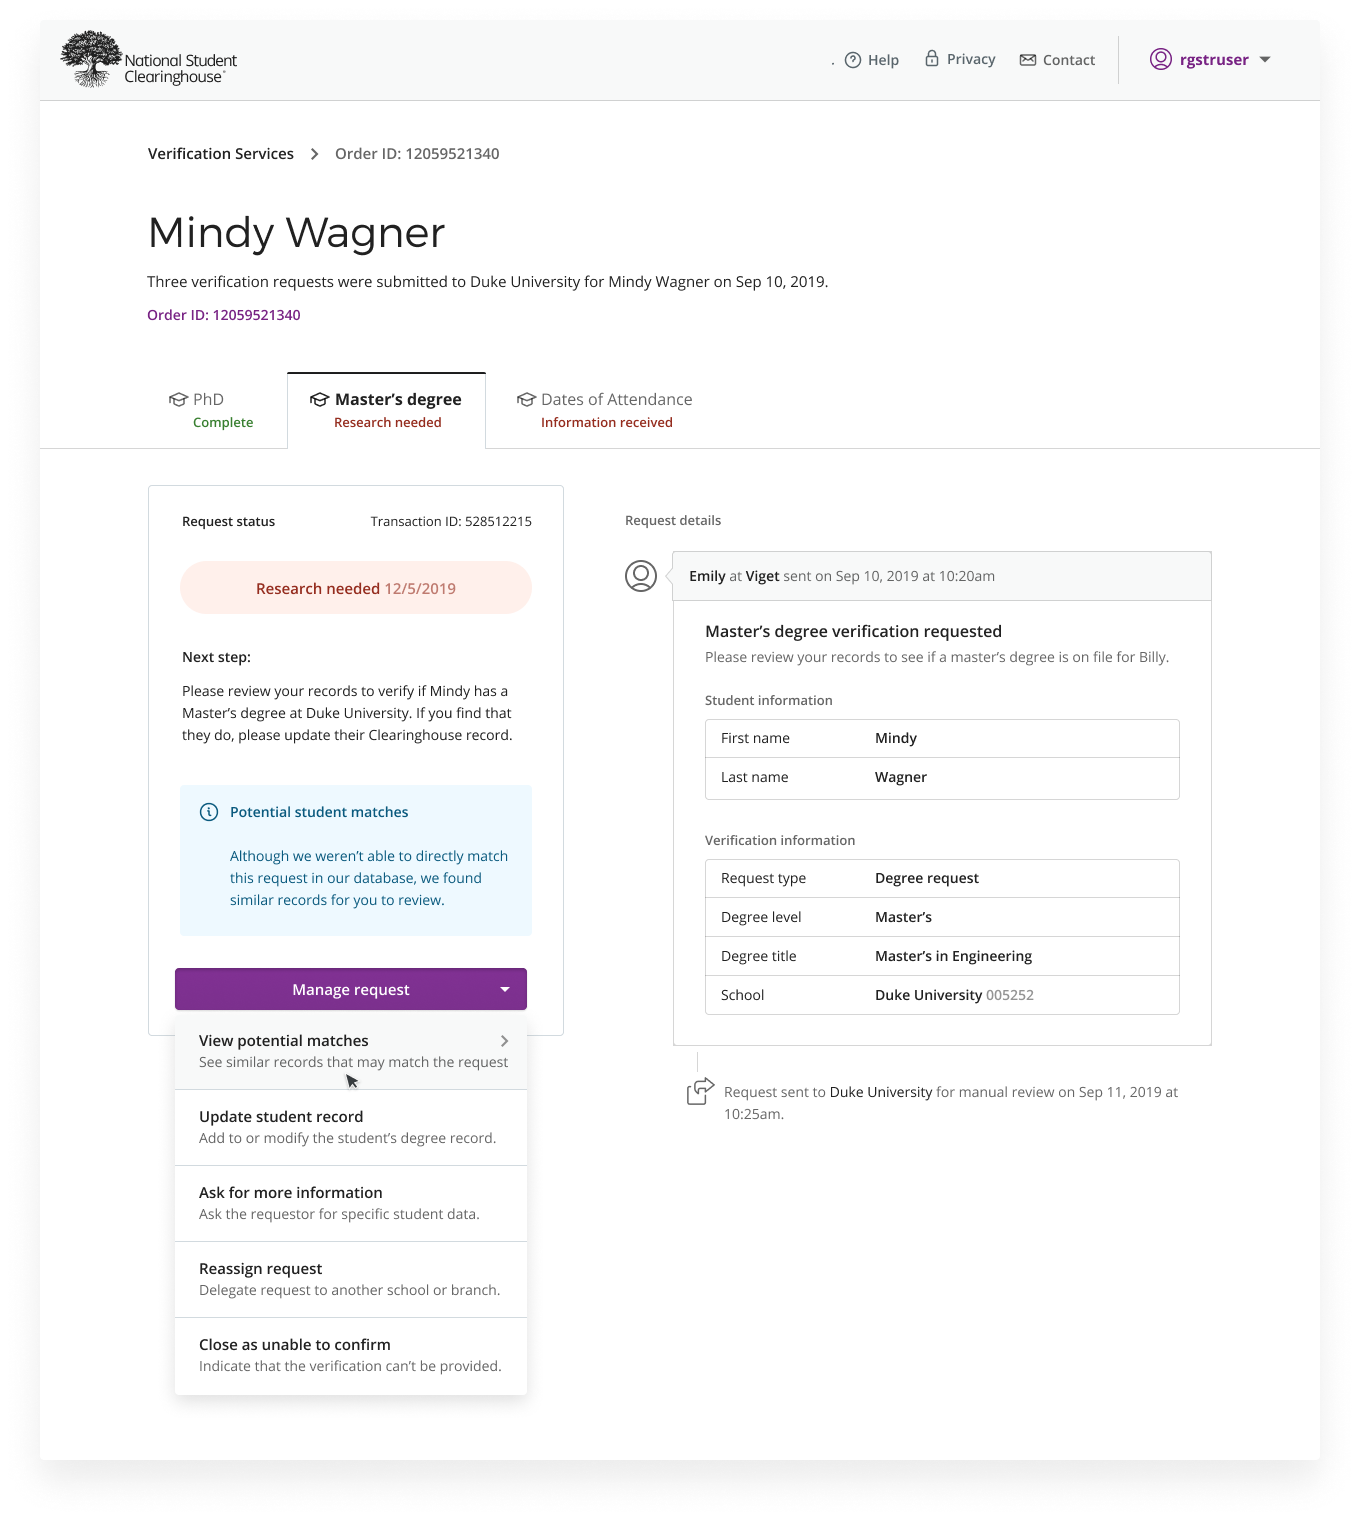 National Student
Clearinghouse®
. Help Privacy Contact rgstruser
Verification Services > Order ID: 12059521340
Mindy Wagner
Three verification requests were submitted to Duke University for Mindy Wagner on Sep 10, 2019.
Order ID: 12059521340
PhD
Complete
Master’s degree
Research needed
Dates of Attendance
Information received
Request status Transaction ID: 528512215
Research needed 12/5/2019
Next step:
Please review your records to verify if Mindy has a
Master’s degree at Duke University. If you find that
they do, please update their Clearinghouse record.
Potential student matches
Although we weren’t able to directly match
this request in our database, we found
similar records for you to review.
Manage request
View potential matches
See similar records that may match the request
Update student record
Add to or modify the student’s degree record.
Ask for more information
Ask the requestor for specific student data.
Reassign request
Delegate request to another school or branch.
Close as unable to confirm
Indicate that the verification can’t be provided.
Request details
Emily at Viget sent on Sep 10, 2019 at 10:20am
Master’s degree verification requested
Please review your records to see if a master’s degree is on file for Billy.
Student information
First name Mindy
Last name Wagner
Verification information
Request type Degree request
Degree level Master’s
Degree title Master’s in Engineering
School Duke University 005252
Request sent to Duke University for manual review on Sep 11, 2019 at
10:25am.